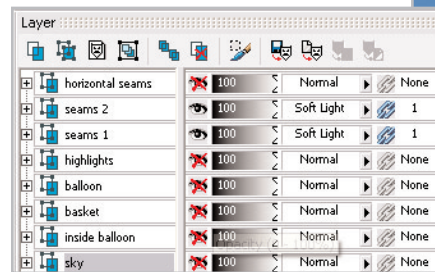 Layer
horizontal seams 100 Normal None
seams 2 100 Soft Light 1
seams 1 100 Soft Light 1
highlights 100 Normal None
balloon 100 Normal None
basket 100 Normal None
inside balloon 100 Normal None
sky 100 Normal None